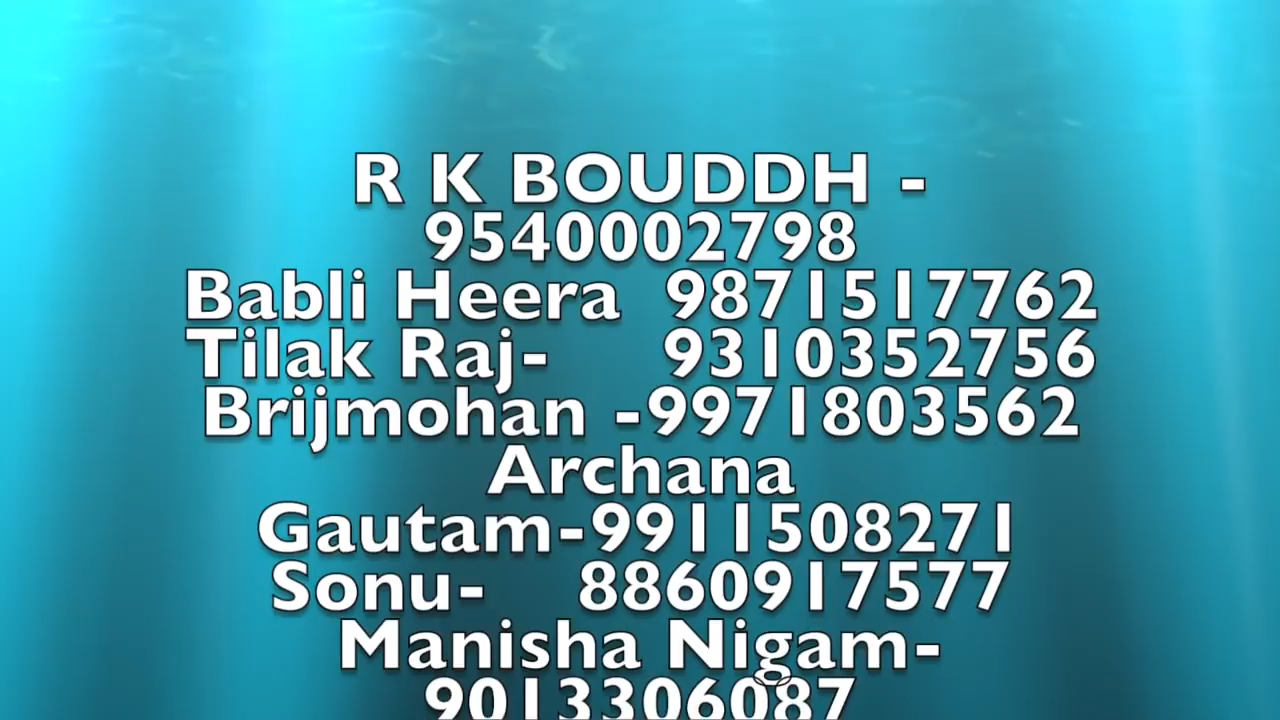 R K BOUDDH -
9540002798
Babli Heera 9871517762
Tilak Raj- 9310352756
Brijmohan -9971803562
Archana
Gautam-9911508271
Sonu- 8860917577
Manisha Nigam-
9013306087